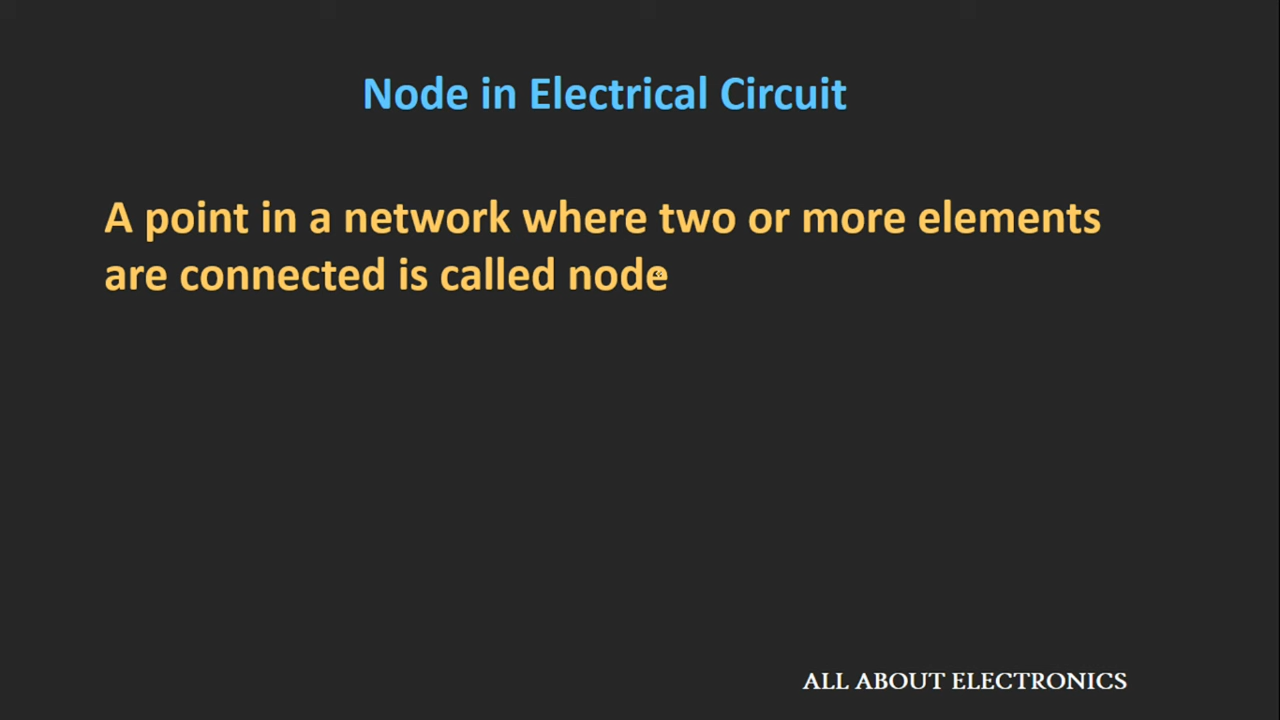 Node in Electrical Circuit
A point in a network where two or more elements
are connected is called node
ALL ABOUT ELECTRONICS